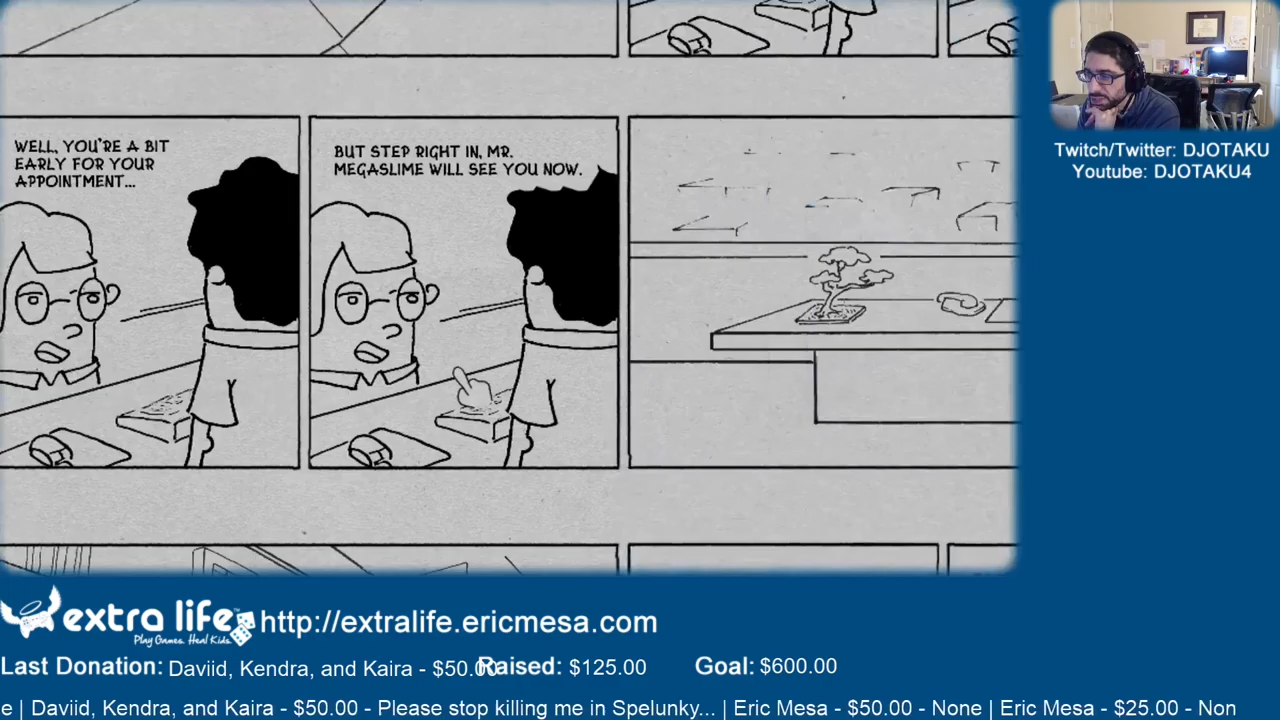 WELL, YOU'RE A BIT
EARLY FOR YOUR
APPOINTMENT...
BUT STEP RIGHT IN, MR.
MEGASLIME WILL SEE YOU NOW.
Twitch/Twitter: DJOTAKU
Youtube: DJOTAKU4
extra life
Play Games. Heal Kids.
http://extralife.ericmesa.com
Last Donation: Daviid, Kendra, and Kaira - $50.00 Raised: $125.00 Goal: $600.00
e | Daviid, Kendra, and Kaira - $50.00 - Please stop killing me in Spelunky... | Eric Mesa - $50.00 - None | Eric Mesa - $25.00 - Non